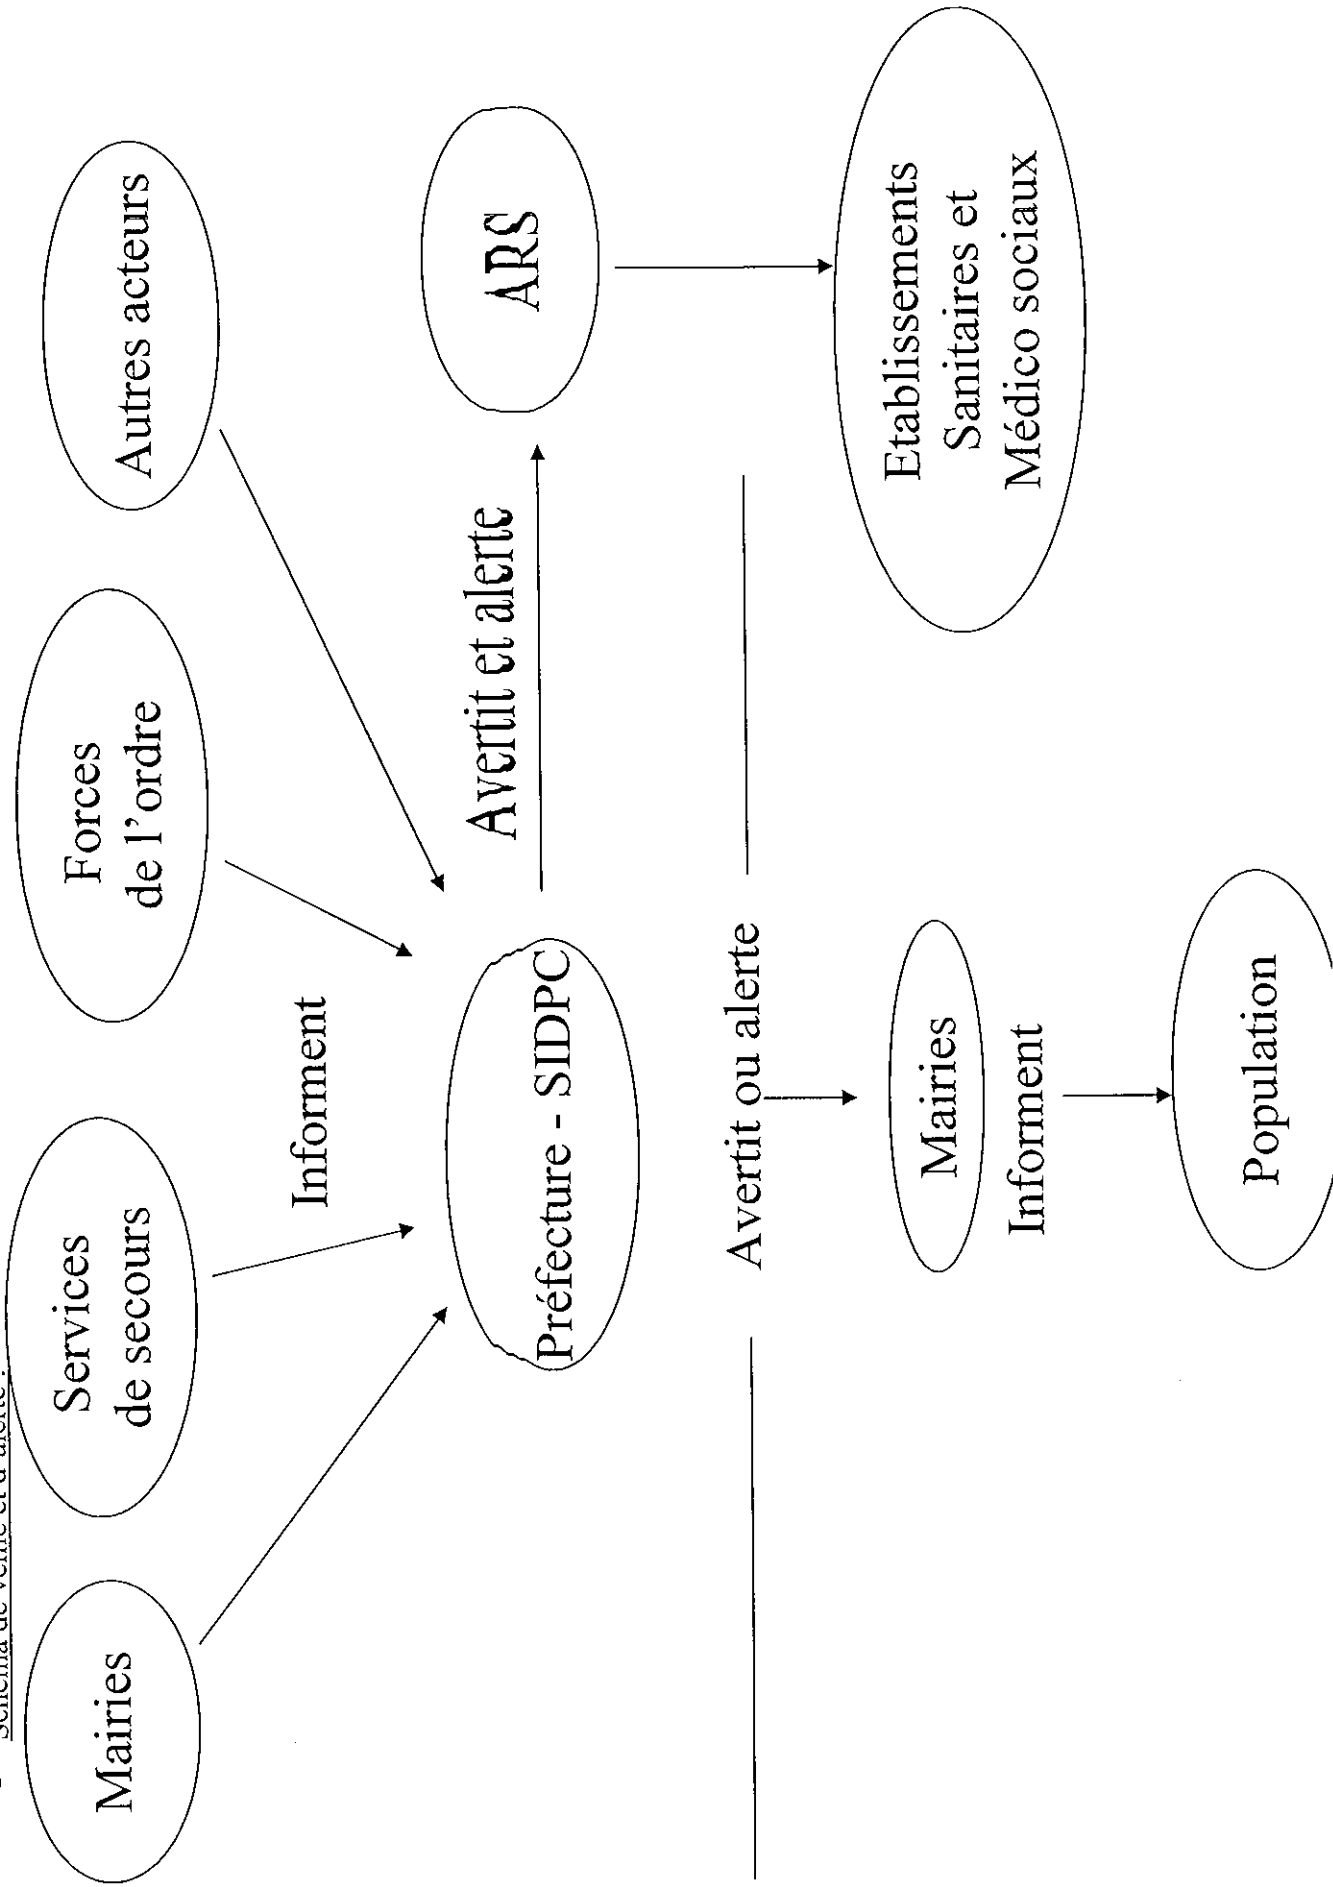 Schéma de veille et d'alerte :
Mairies
Services
de secours
Forces
de l'ordre
Autres acteurs
Informent
Préfecture - SIDPC
Avertit et alerte
ARS
Avertit ou alerte
Mairies
Informent
Population
Etablissements
Sanitaires et
Médico sociaux